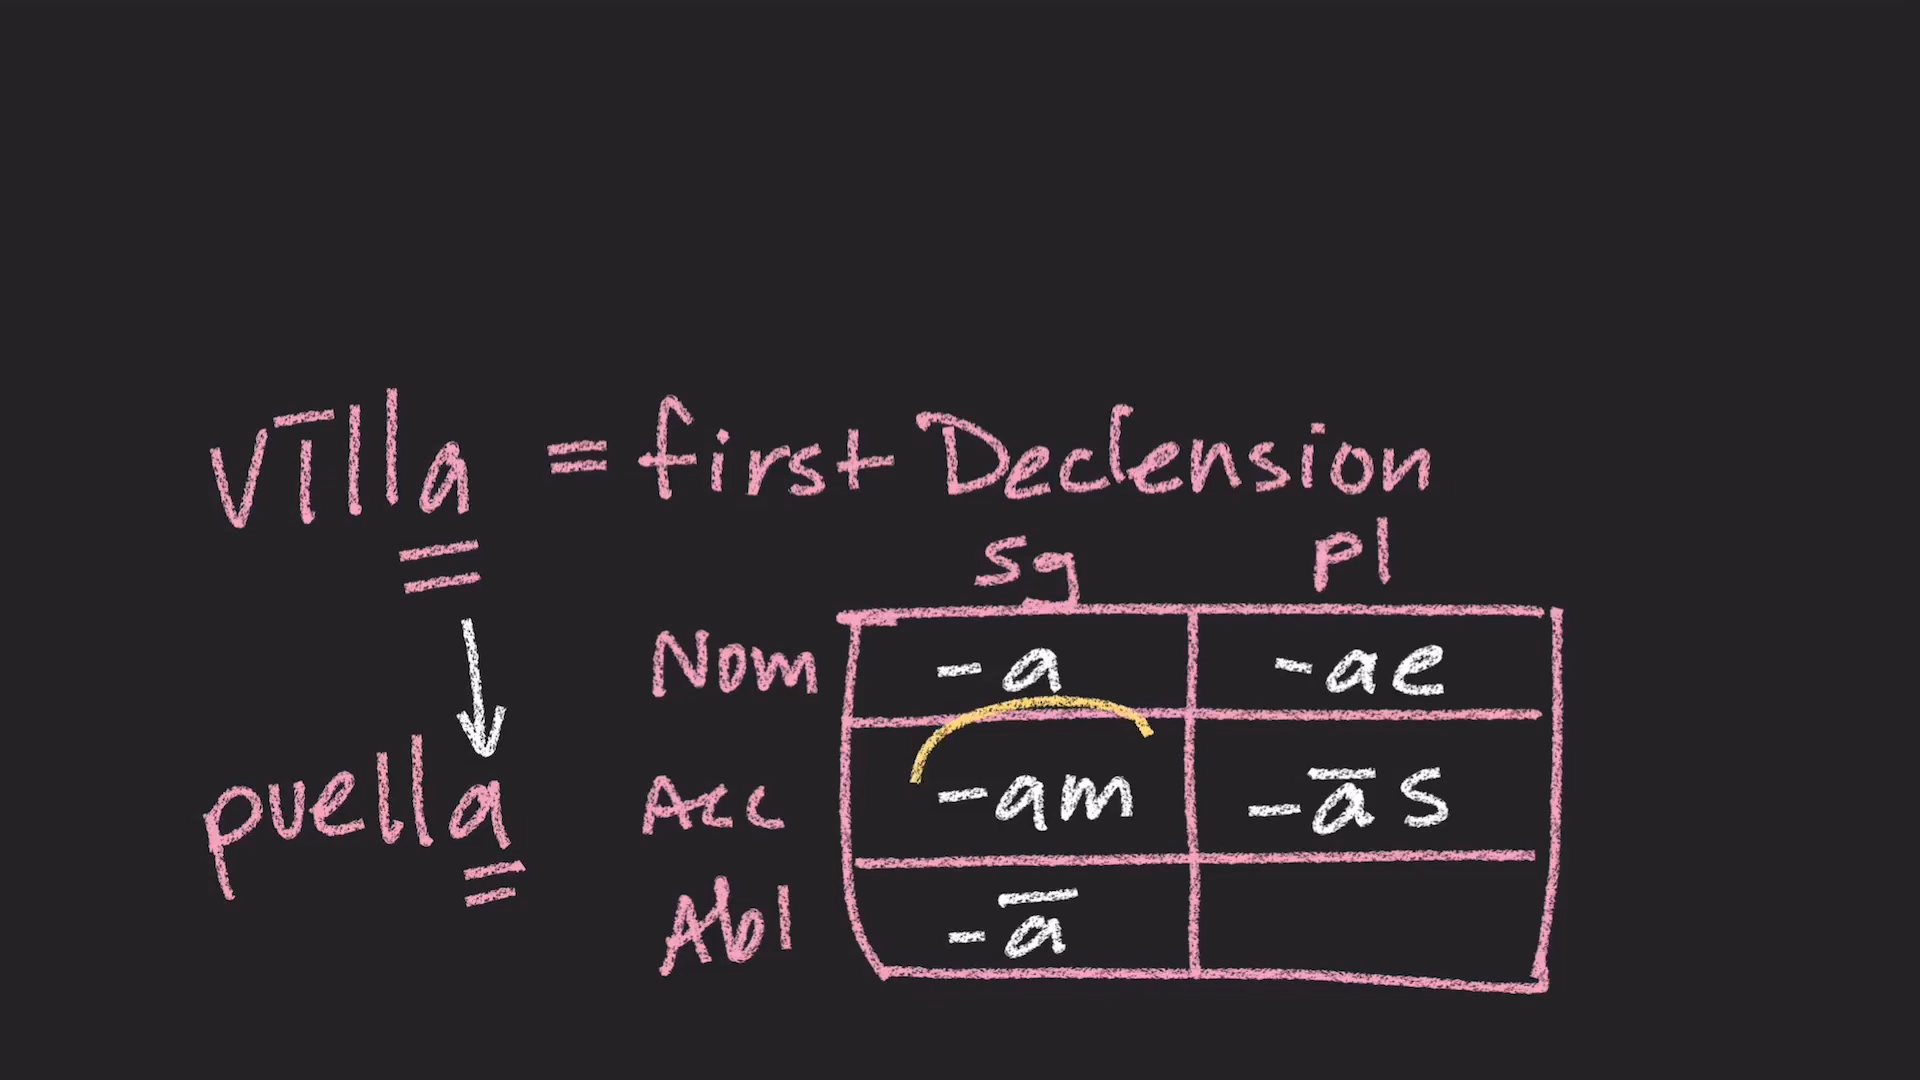 vīlla = first Declension
sg pl
Nom -a -ae
puella Acc -am -ās
Abl -ā